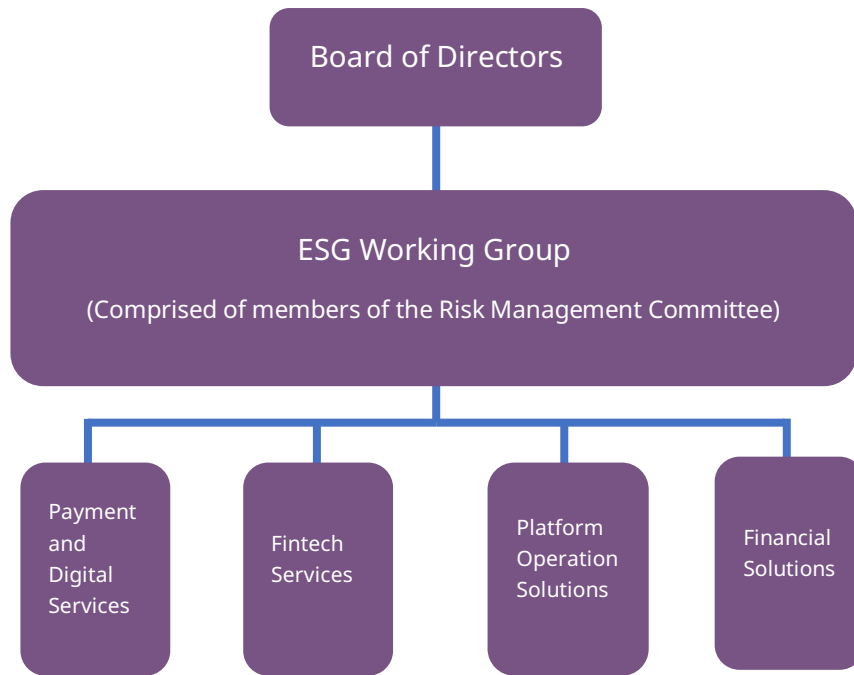 Board of Directors
ESG Working Group
(Comprised of members of the Risk Management Committee)
Payment
and
Digital
Services
Fintech
Services
Platform
Operation
Solutions
Financial
Solutions